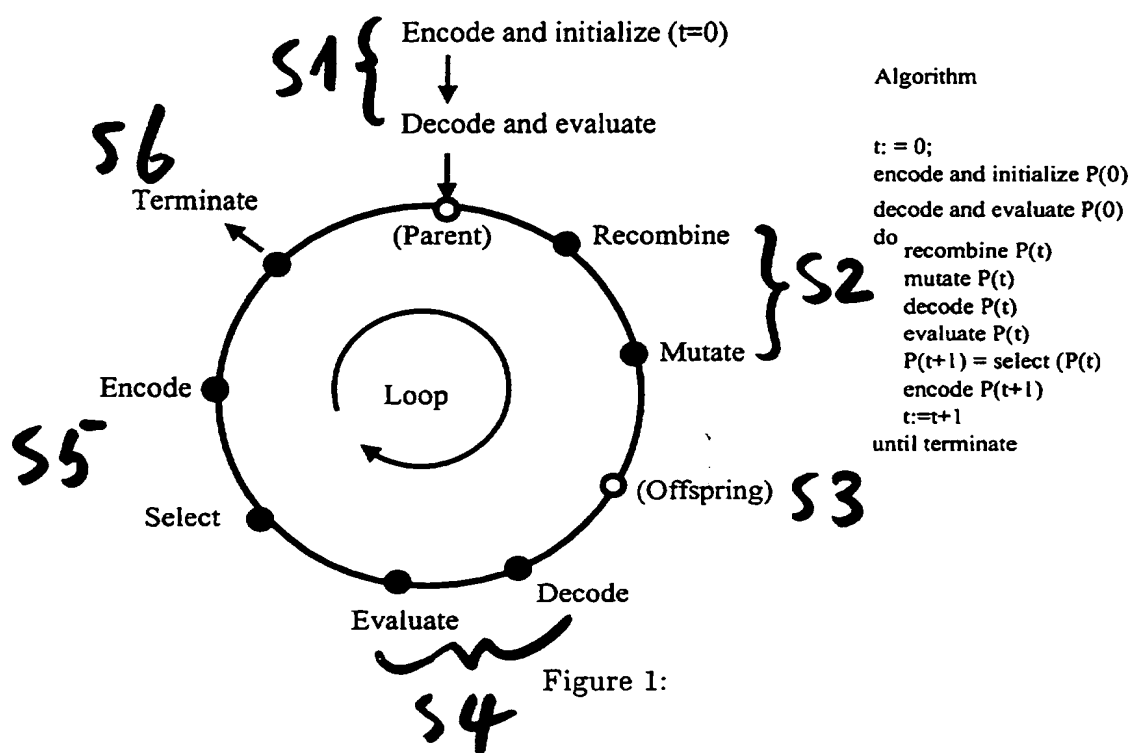 S1
Encode and initialize (t=0)
Decode and evaluate
S6
Terminate
(Parent)
Recombine
Mutate
S2
Encode
Loop
S5
(Offspring)
S3
Select
Evaluate
Decode
S4
Figure 1:
Algorithm
t: = 0;
encode and initialize P(0)
decode and evaluate P(0)
do
recombine P(t)
mutate P(t)
decode P(t)
evaluate P(t)
P(t+1) = select (P(t)
encode P(t+1)
t:=t+1
until terminate